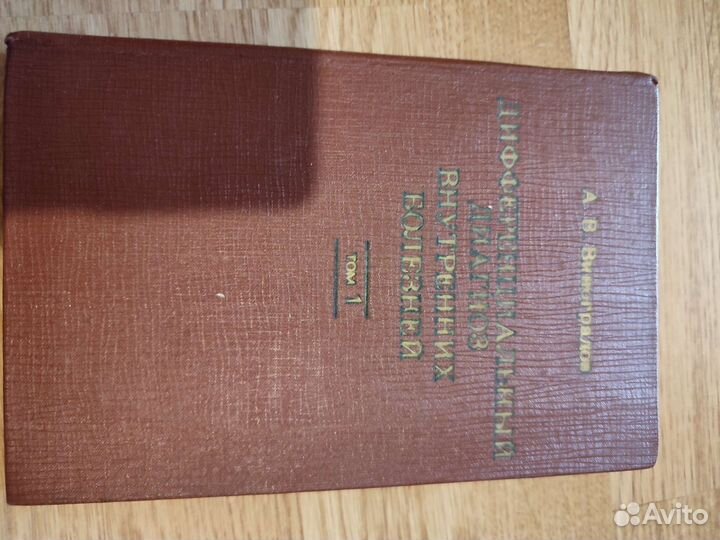 А. В. Виноградов
ДИФФЕРЕНЦИАЛЬНЫЙ
ДИАГНОЗ
ВНУТРЕННИХ
БОЛЕЗНЕЙ
ТОМ 1
Avito